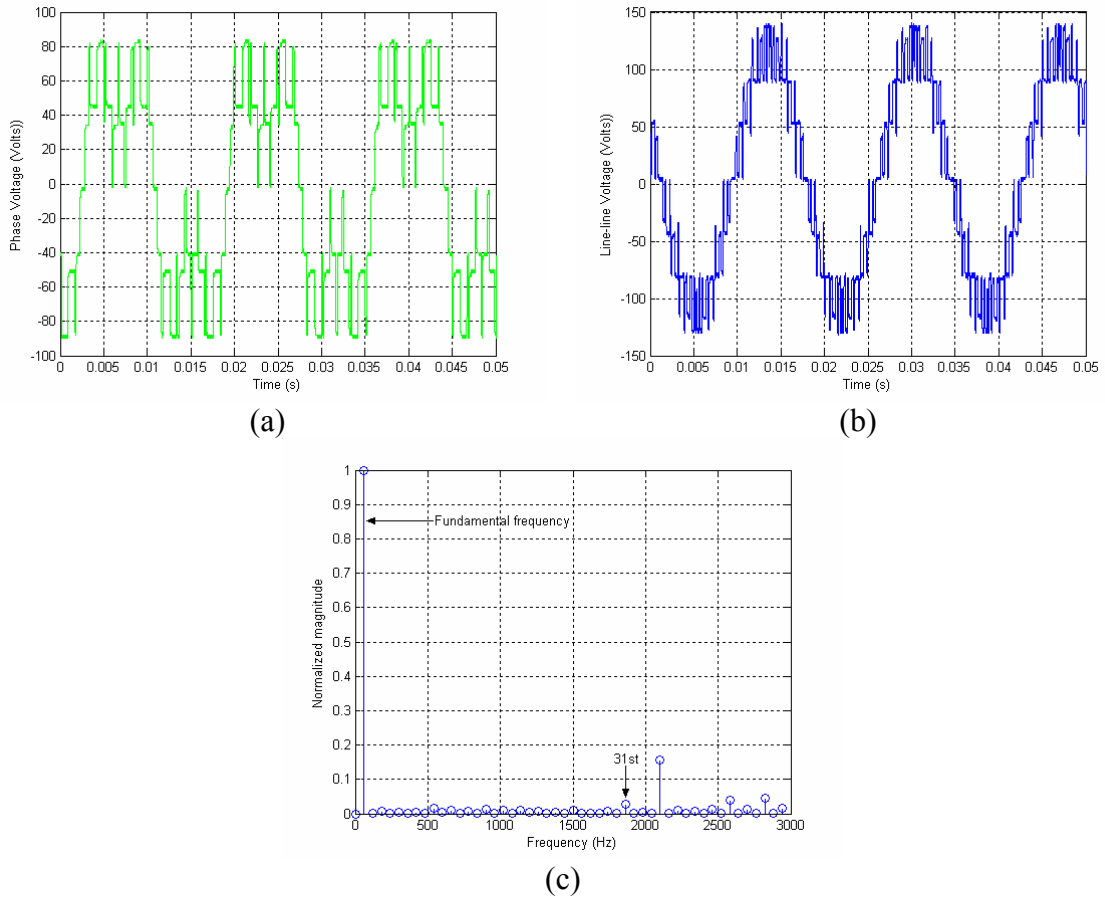 100
80
60
40
20
0
-20
-40
-60
-80
-100
Phase Voltage (Volts))
0 0.005 0.01 0.015 0.02 0.025 0.03 0.035 0.04 0.045 0.05
Time (s)
(a)
150
100
50
0
-50
-100
-150
Line-line Voltage (Volts))
0 0.005 0.01 0.015 0.02 0.025 0.03 0.035 0.04 0.045 0.05
Time (s)
(b)
1
0.9
0.8
0.7
0.6
0.5
0.4
0.3
0.2
0.1
0
Normalized magnitude
Fundamental frequency
31st
0 500 1000 1500 2000 2500 3000
Frequency (Hz)
(c)